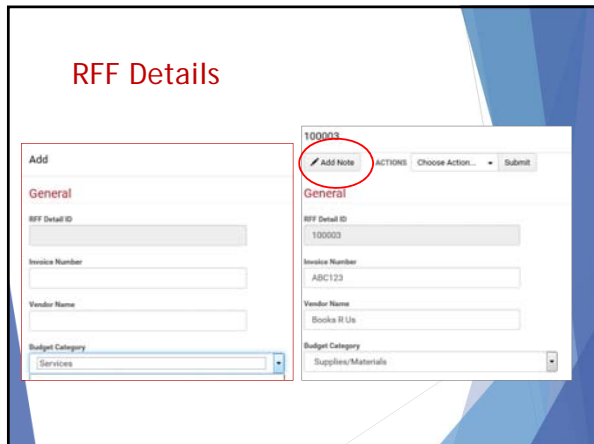 RFF Details
Add
General
RFF Detail ID
Invoice Number
Vendor Name
Budget Category
Services
100003
Add Note ACTIONS Choose Action... Submit
General
RFF Detail ID
100003
Invoice Number
ABC123
Vendor Name
Books R Us
Budget Category
Supplies/Materials